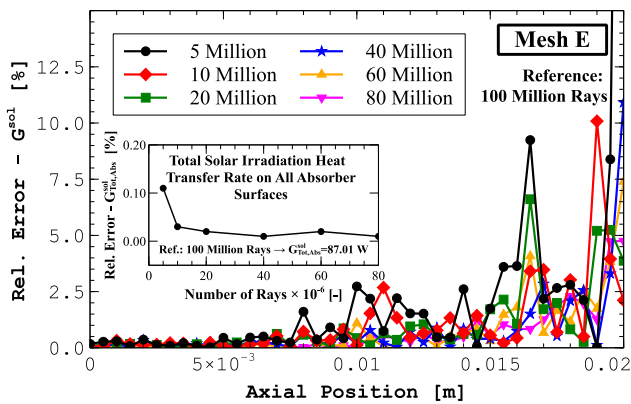 Mesh E
Reference:
100 Million Rays
5 Million
10 Million
20 Million
40 Million
60 Million
80 Million
Rel. Error - G^sol [%]
12.5
10.0
7.5
5.0
2.5
0.0
Total Solar Irradiation Heat
Transfer Rate on All Absorber
Surfaces
Rel. Error - G^sol_Tot,Abs [%]
0.20
0.10
0.00
Ref.: 100 Million Rays → G^sol_Tot,Abs=87.01 W
0 20 40 60 80
Number of Rays × 10^-6 [-]
0 5×10^-3 0.01 0.015 0.02
Axial Position [m]